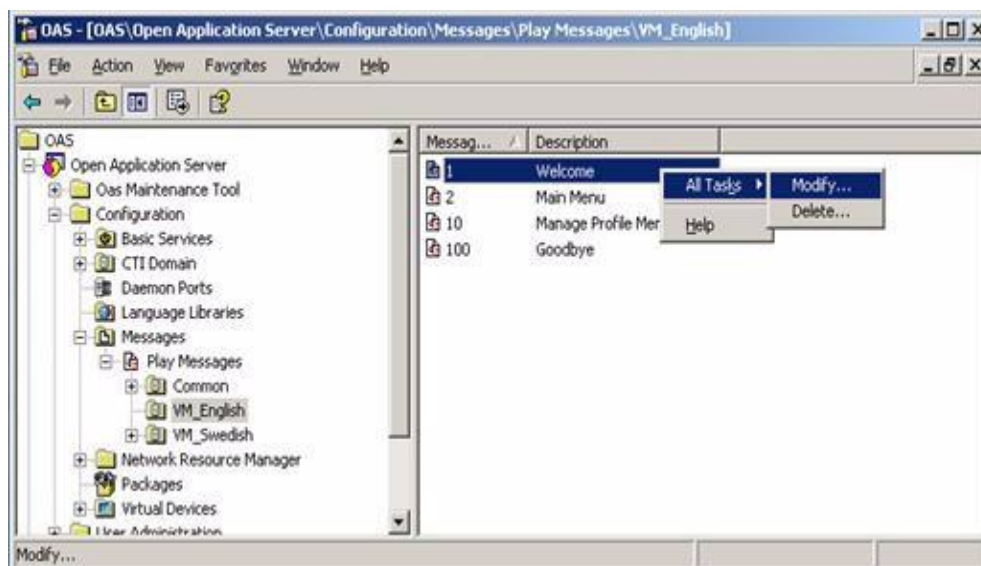 OAS - [OAS\Open Application Server\Configuration\Messages\Play Messages\VM_English]
File Action View Favorites Window Help
OAS
Open Application Server
Oas Maintenance Tool
Configuration
Basic Services
CTI Domain
Daemon Ports
Language Libraries
Messages
Play Messages
Common
VM_English
VM_Swedish
Network Resource Manager
Packages
Virtual Devices
User Administration
Messag... Description
1 Welcome
2 Main Menu
10 Manage Profile Mer
100 Goodbye
All Tasks
Help
Modify...
Delete...
Modify...